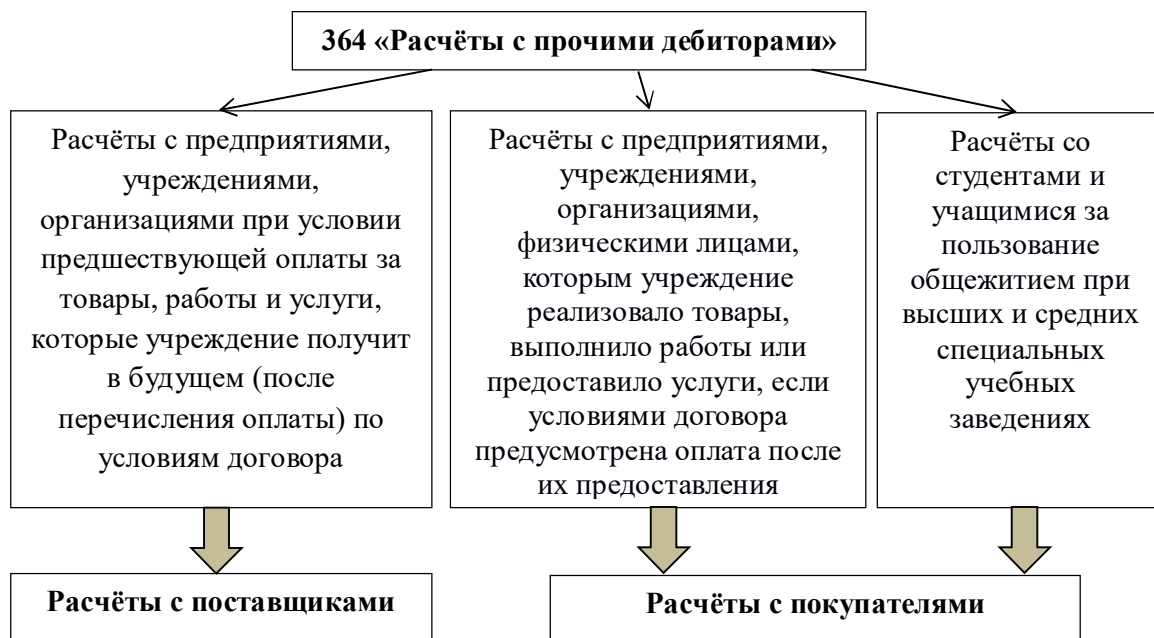 364 «Расчёты с прочими дебиторами»
Расчёты с предприятиями,
учреждениями,
организациями при условии
предшествующей оплаты за
товары, работы и услуги,
которые учреждение получит
в будущем (после
перечисления оплаты) по
условиям договора
Расчёты с предприятиями,
учреждениями,
организациями,
физическими лицами,
которым учреждение
реализовало товары,
выполнило работы или
предоставило услуги, если
условиями договора
предусмотрена оплата после
их предоставления
Расчёты со
студентами и
учащимися за
пользование
общежитием при
высших и средних
специальных
учебных
заведениях
Расчёты с поставщиками
Расчёты с покупателями